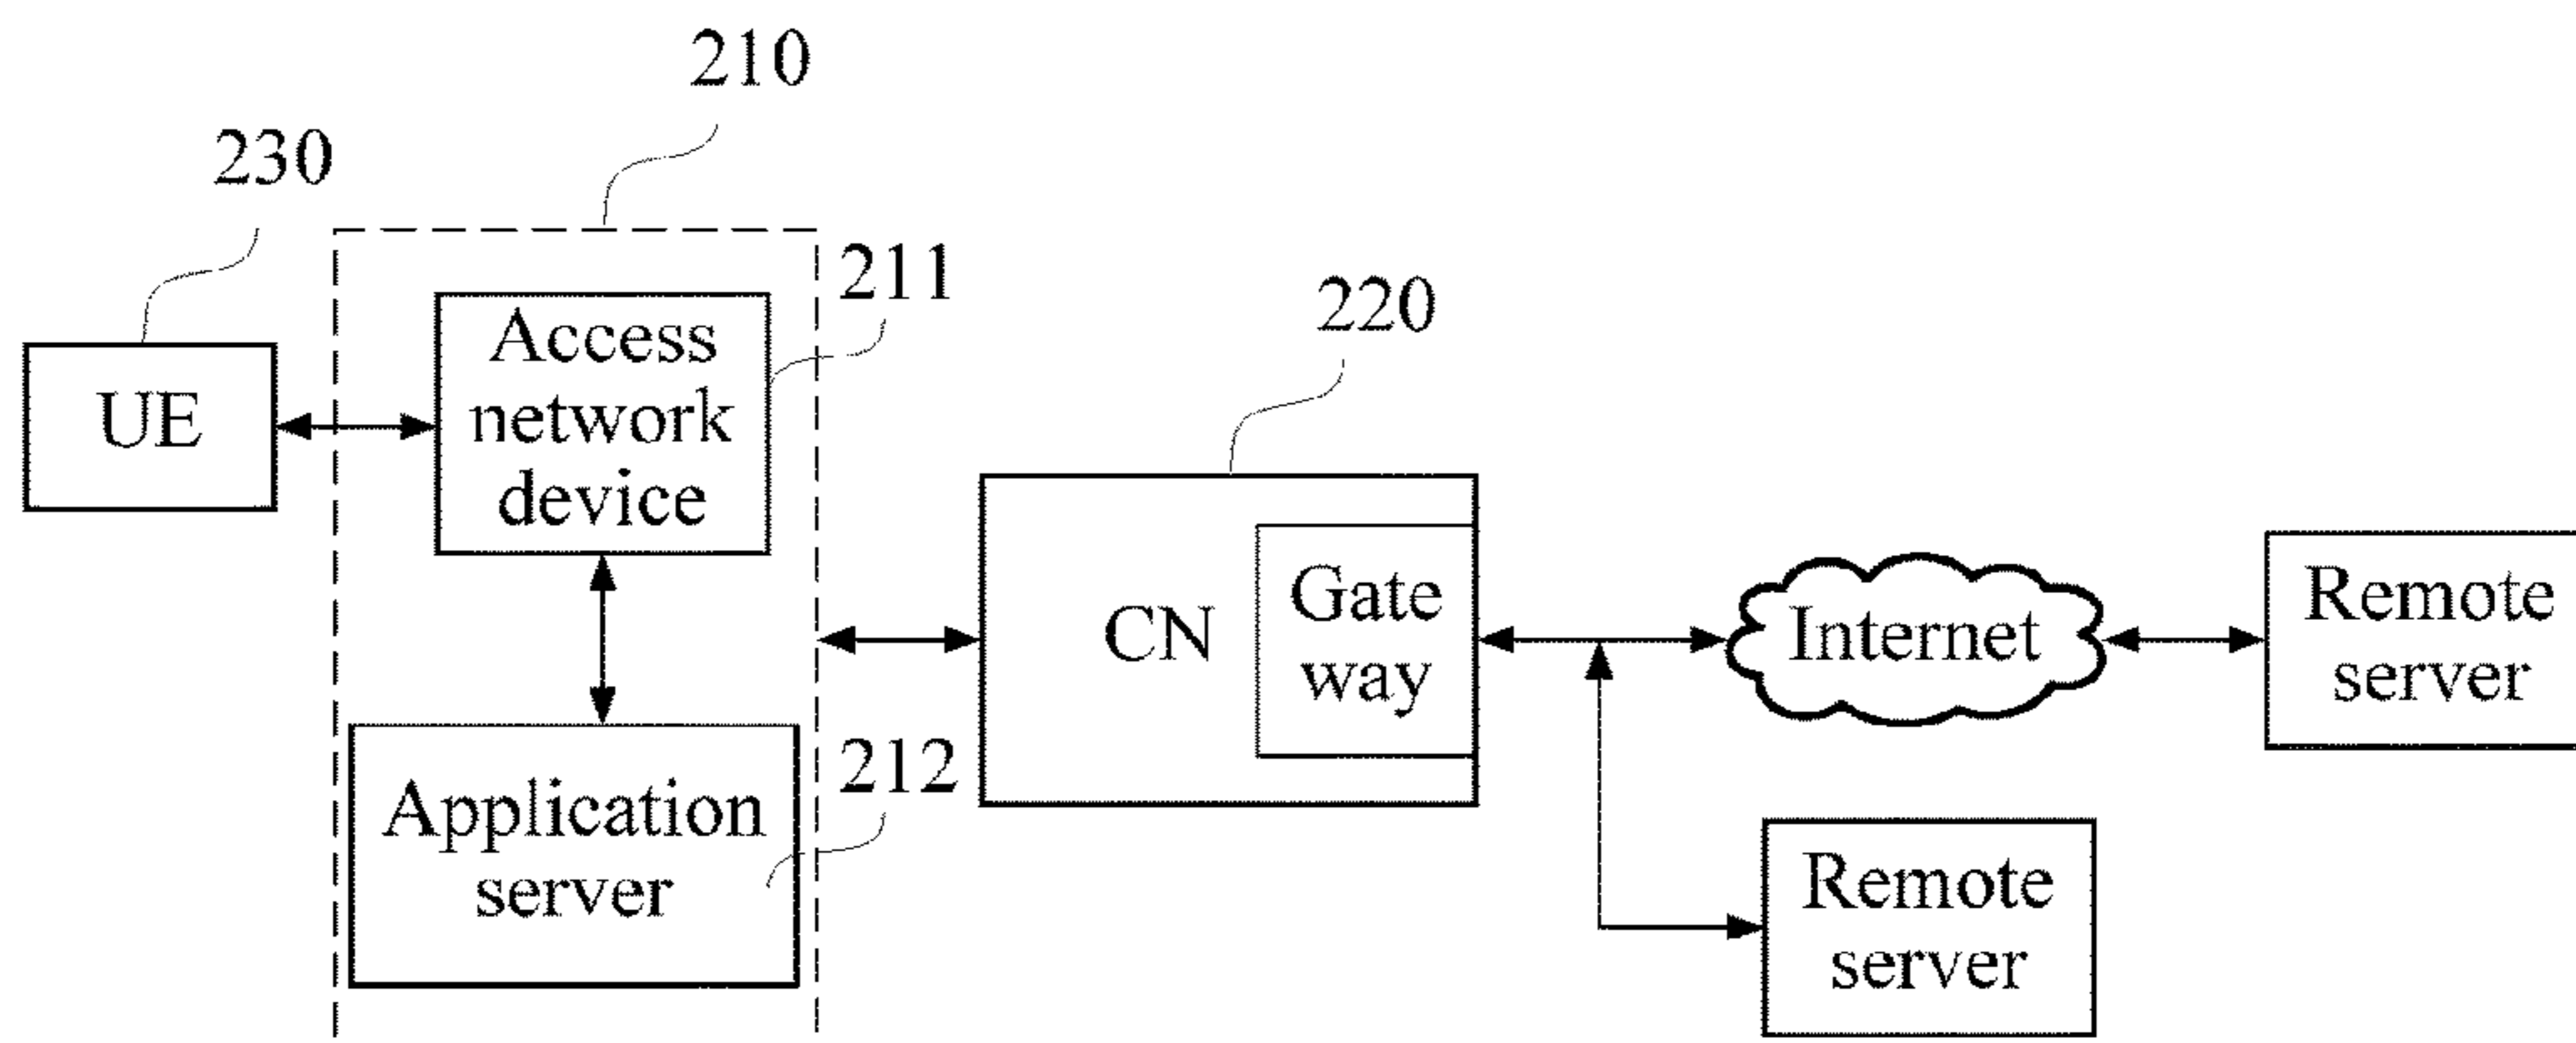 210
230
211
Access
network
device
UE
220
CN
Gate
way
Internet
Remote
server
212
Application
server
Remote
server